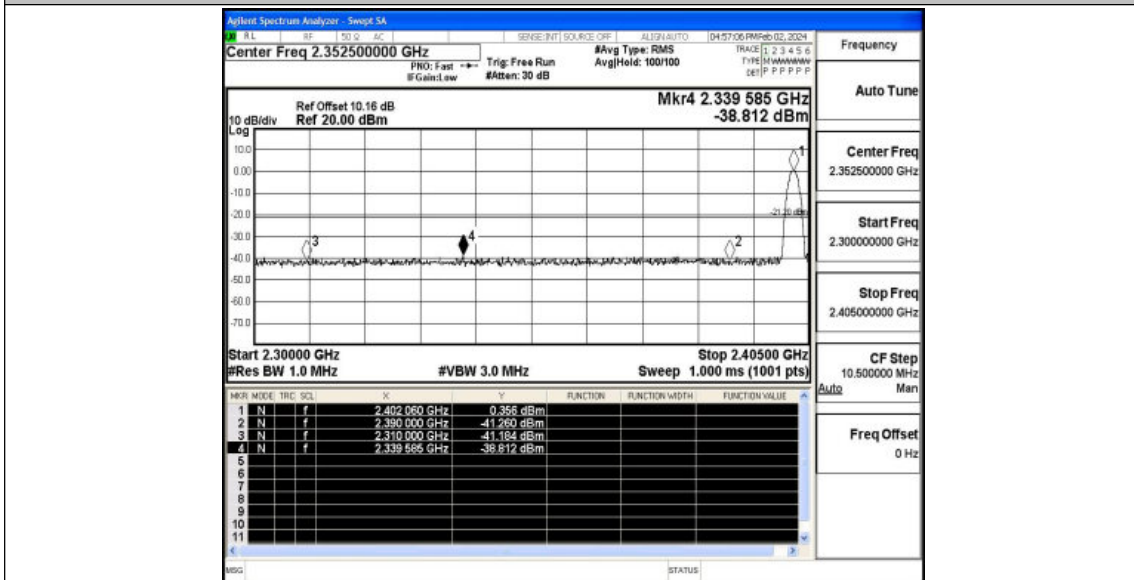 Agilent Spectrum Analyzer - Swept SA
RL RF 50 Ω AC SENSE:INT SOURCE OFF ALIGNAUTO 04:57:06 PMFeb 02, 2024
Center Freq 2.352500000 GHz
PNO: Fast
IFGain:Low
Trig: Free Run
#Atten: 30 dB
#Avg Type: RMS
Avg|Hold: 100/100
TRACE 1 2 3 4 5 6
TYPE M WWWWW
DET P P P P P P
Mkr4 2.339 585 GHz
-38.812 dBm
Ref Offset 10.16 dB
10 dB/div Ref 20.00 dBm
Log
10.0
0.00
-10.0
-20.0
-30.0
-40.0
-50.0
-60.0
-70.0
1
-21.20 dBm
3
4
2
Start 2.30000 GHz Stop 2.40500 GHz
#Res BW 1.0 MHz #VBW 3.0 MHz Sweep 1.000 ms (1001 pts)
MKR MODE TRC SCL X Y FUNCTION FUNCTION WIDTH FUNCTION VALUE
1 N f 2.402 060 GHz 0.356 dBm
2 N f 2.390 000 GHz -41.260 dBm
3 N f 2.310 000 GHz -41.184 dBm
4 N f 2.339 585 GHz -38.812 dBm
5
6
7
8
9
10
11
MSG STATUS
Frequency
Auto Tune
Center Freq
2.352500000 GHz
Start Freq
2.300000000 GHz
Stop Freq
2.405000000 GHz
CF Step
10.500000 MHz
Auto Man
Freq Offset
0 Hz